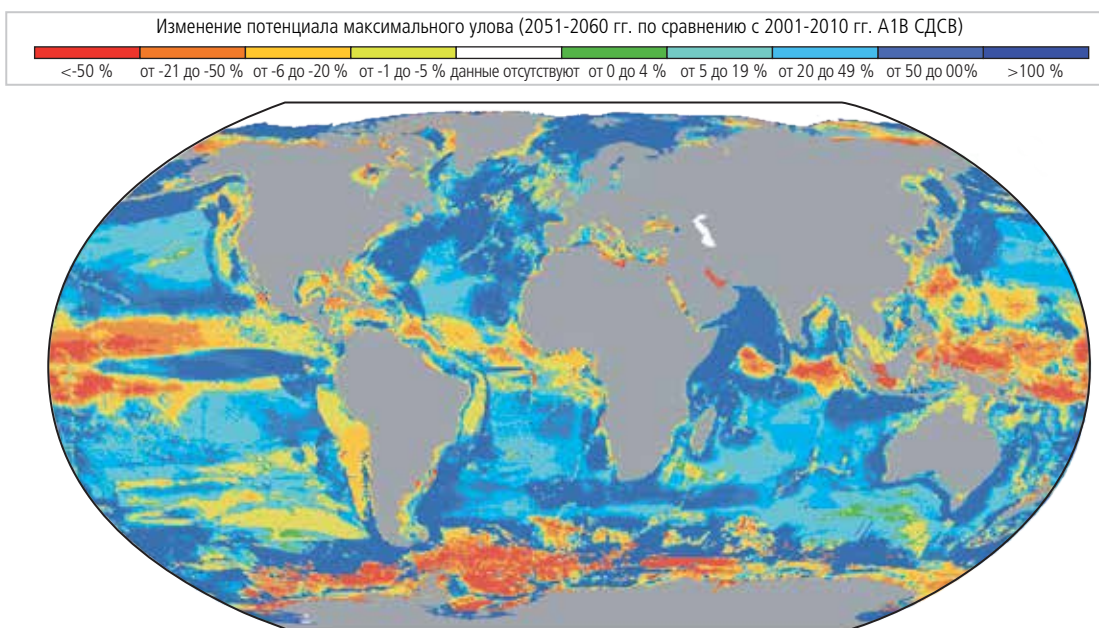 Изменение потенциала максимального улова (2051-2060 гг. по сравнению с 2001-2010 гг. А1В СДСВ)
<-50 % от -21 до -50 % от -6 до -20 % от -1 до -5 % данные отсутствуют от 0 до 4 % от 5 до 19 % от 20 до 49 % от 50 до 00% >100 %